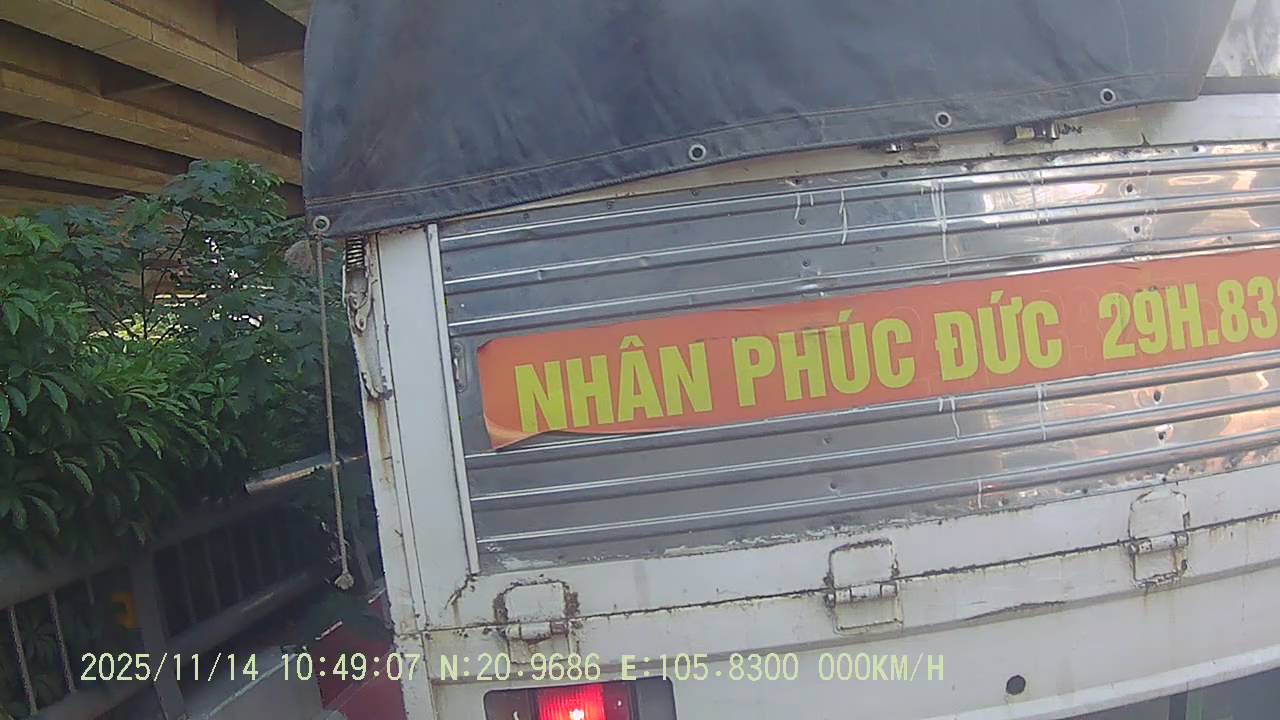 NHÂN PHÚC ĐỨC 29H.83
2025/11/14 10:49:07 N:20.9686 E:105.8300 000KM/H